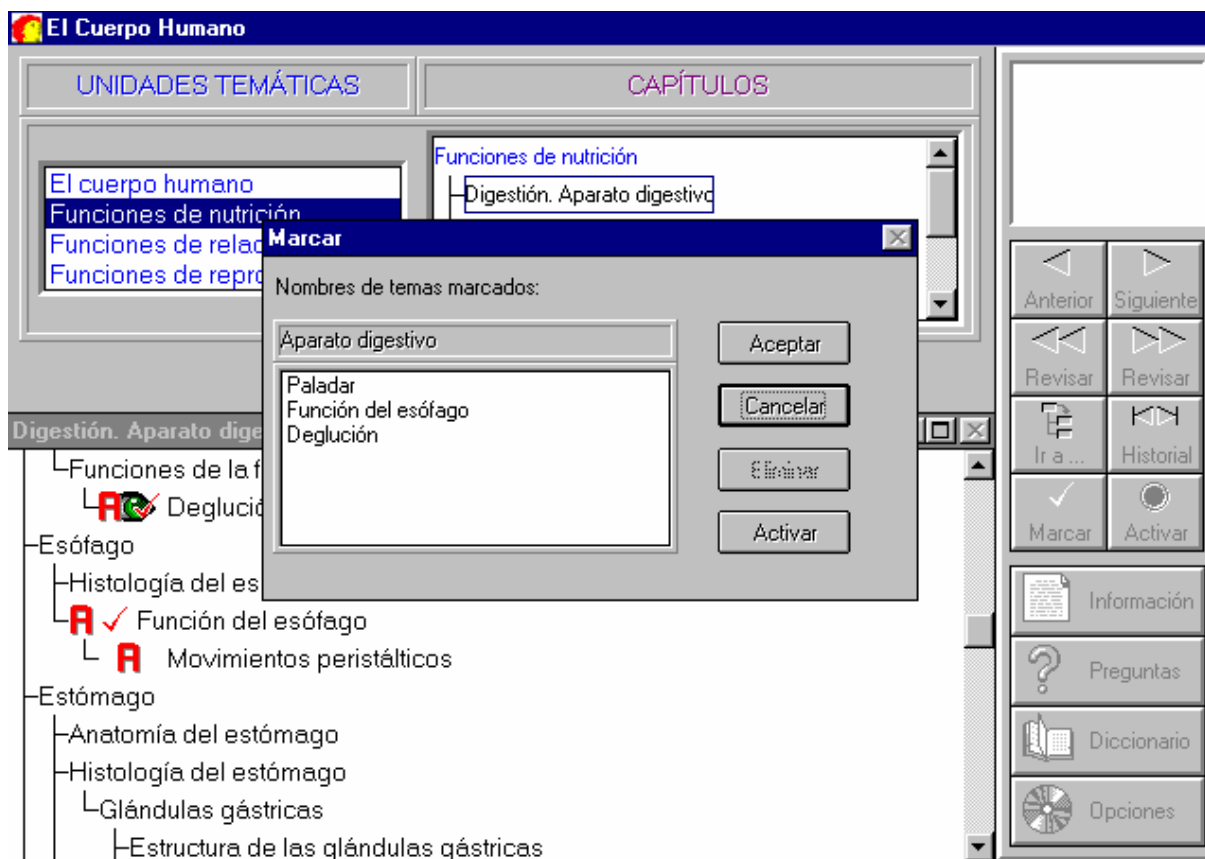 El Cuerpo Humano
UNIDADES TEMÁTICAS
CAPÍTULOS
El cuerpo humano
Funciones de nutrición
Funciones de relac
Funciones de repro
Funciones de nutrición
Digestión. Aparato digestivo
Marcar
Nombres de temas marcados:
Aparato digestivo
Paladar
Función del esófago
Deglución
Aceptar
Cancelar
Eliminar
Activar
Digestión. Aparato dige
Funciones de la f
A Deglució
Esófago
Histología del es
A Función del esófago
A Movimientos peristálticos
Estómago
Anatomía del estómago
Histología del estómago
Glándulas gástricas
Estructura de las glándulas gástricas
Anterior Siguiente
Revisar Revisar
Ir a ... Historial
Marcar Activar
Información
Preguntas
Diccionario
Opciones